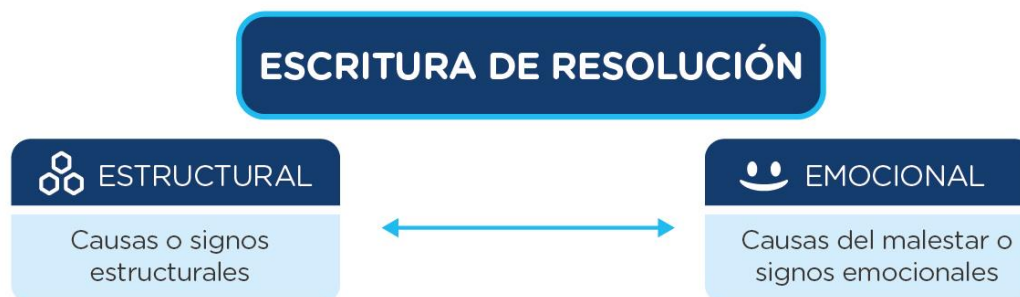 ESCRITURA DE RESOLUCIÓN
ESTRUCTURAL
Causas o signos
estructurales
EMOCIONAL
Causas del malestar o
signos emocionales